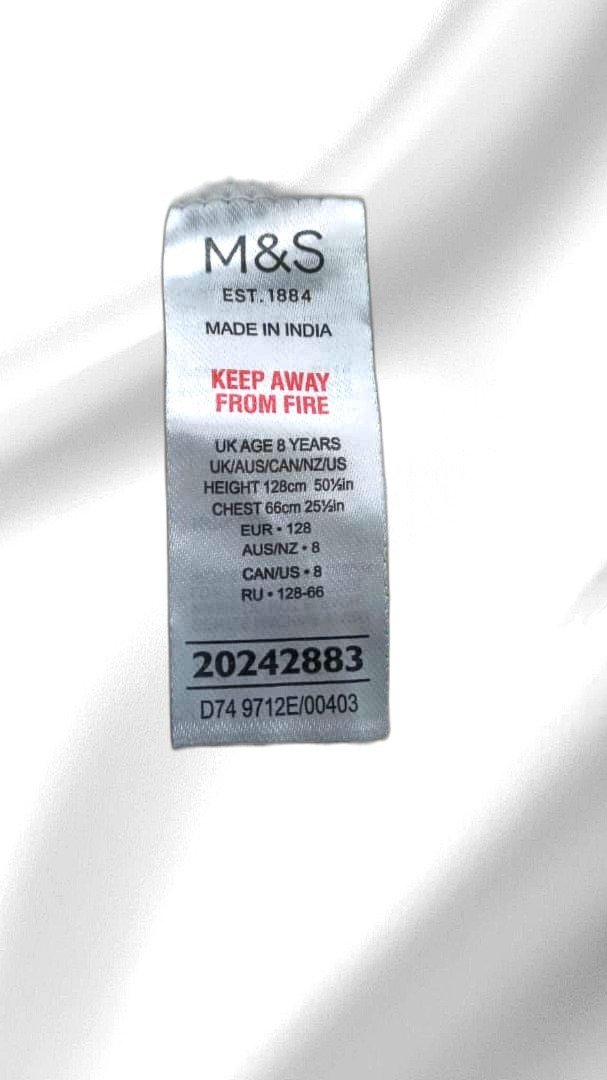 M&S
EST. 1884
MADE IN INDIA
KEEP AWAY
FROM FIRE
UK AGE 8 YEARS
UK/AUS/CAN/NZ/US
HEIGHT 128cm 50½in
CHEST 66cm 25½in
EUR • 128
AUS/NZ • 8
CAN/US • 8
RU • 128-66
20242883
D74 9712E/00403